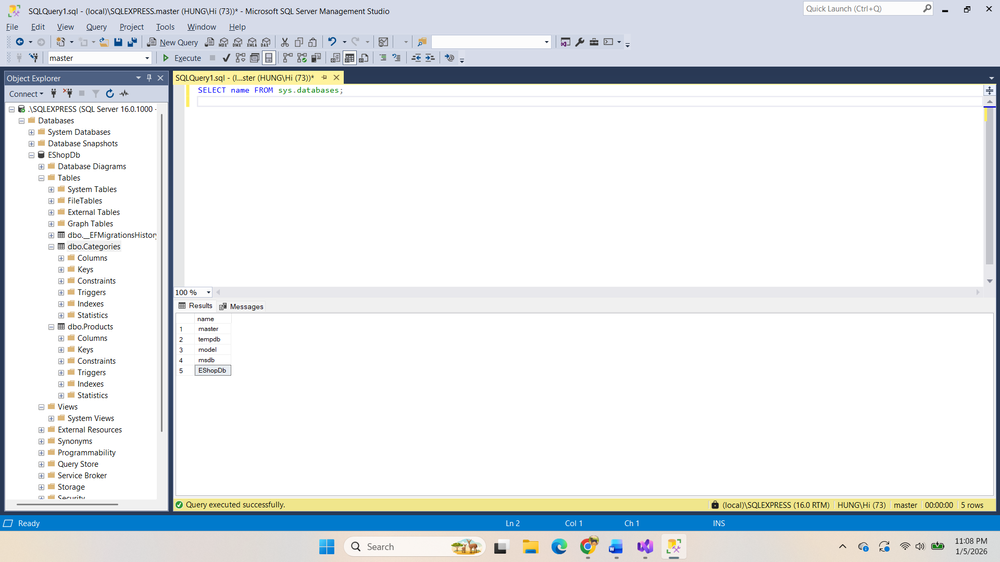 SQLQuery1.sql - (local)\SQLEXPRESS.master (HUNG\Hi (73))* - Microsoft SQL Server Management Studio
Quick Launch (Ctrl+Q)
File Edit View Query Project Tools Window Help
New Query
MDX DMX XMLA DAX
master
Execute
Object Explorer
Connect
.\SQLEXPRESS (SQL Server 16.0.1000 -
Databases
System Databases
Database Snapshots
EShopDb
Database Diagrams
Tables
System Tables
FileTables
External Tables
Graph Tables
dbo.__EFMigrationsHistory
dbo.Categories
Columns
Keys
Constraints
Triggers
Indexes
Statistics
dbo.Products
Columns
Keys
Constraints
Triggers
Indexes
Statistics
Views
System Views
External Resources
Synonyms
Programmability
Query Store
Service Broker
Storage
Security
SQLQuery1.sql - (l...ster (HUNG\Hi (73))*
SELECT name FROM sys.databases;
100 %
Results
Messages
name
1 master
2 tempdb
3 model
4 msdb
5 EShopDb
Query executed successfully.
(local)\SQLEXPRESS (16.0 RTM) HUNG\Hi (73) master 00:00:00 5 rows
Ready
Ln 2
Col 1
Ch 1
INS
Search
11:08 PM
1/5/2026